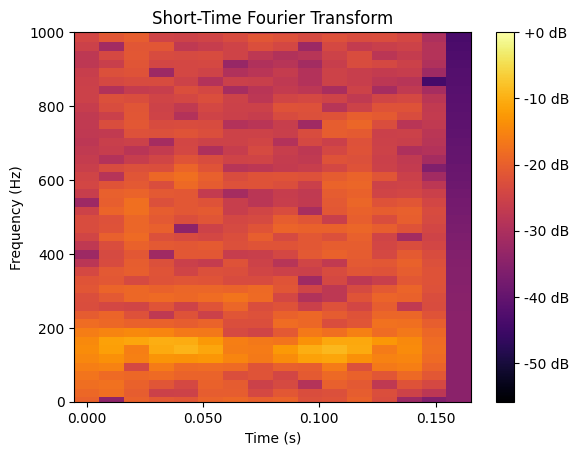 Short-Time Fourier Transform
1000
800
600
400
200
0
Frequency (Hz)
0.000
0.050
0.100
0.150
Time (s)
+0 dB
-10 dB
-20 dB
-30 dB
-40 dB
-50 dB